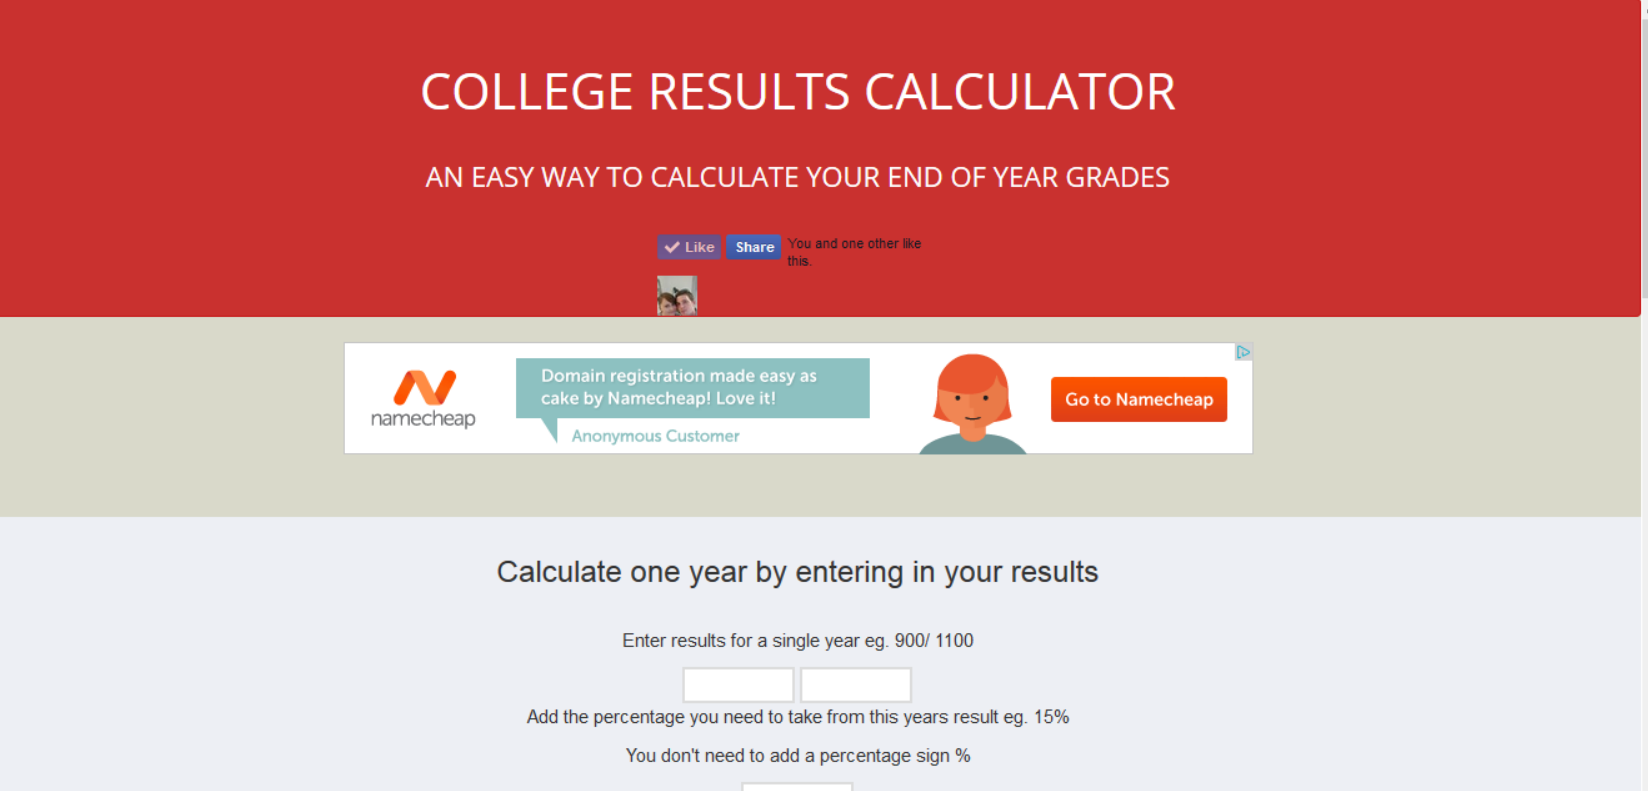 COLLEGE RESULTS CALCULATOR
AN EASY WAY TO CALCULATE YOUR END OF YEAR GRADES
Like Share You and one other like
this.
namecheap
Domain registration made easy as
cake by Namecheap! Love it!
Anonymous Customer
Go to Namecheap
Calculate one year by entering in your results
Enter results for a single year eg. 900/ 1100
Add the percentage you need to take from this years result eg. 15%
You don't need to add a percentage sign %